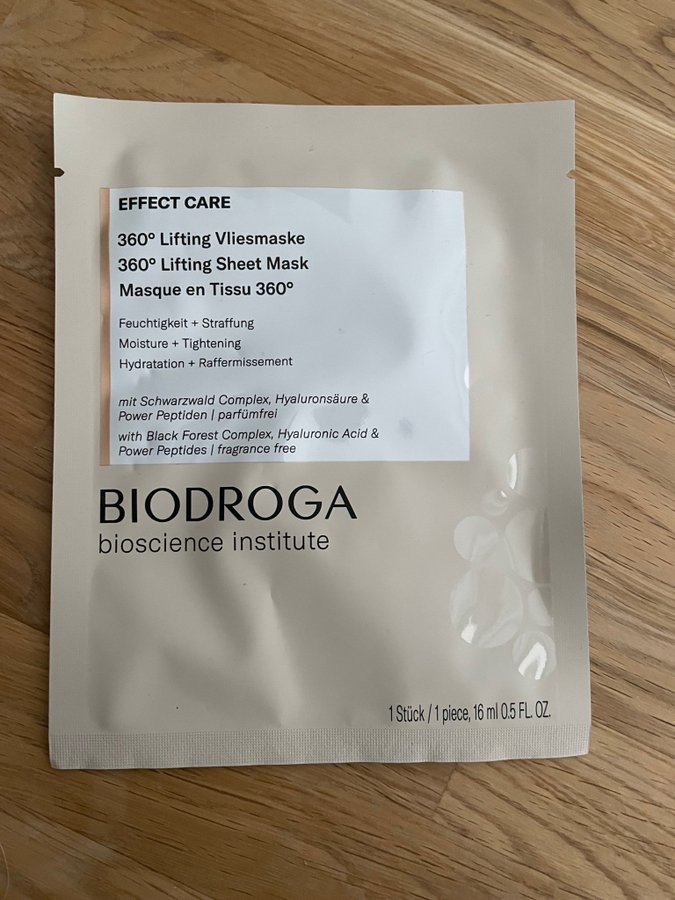 EFFECT CARE
360° Lifting Vliesmaske
360° Lifting Sheet Mask
Masque en Tissu 360°
Feuchtigkeit + Straffung
Moisture + Tightening
Hydratation + Raffermissement
mit Schwarzwald Complex, Hyaluronsäure &
Power Peptiden | parfümfrei
with Black Forest Complex, Hyaluronic Acid &
Power Peptides | fragrance free
BIODROGA
bioscience institute
1 Stück / 1 piece, 16 ml 0.5 FL. OZ.